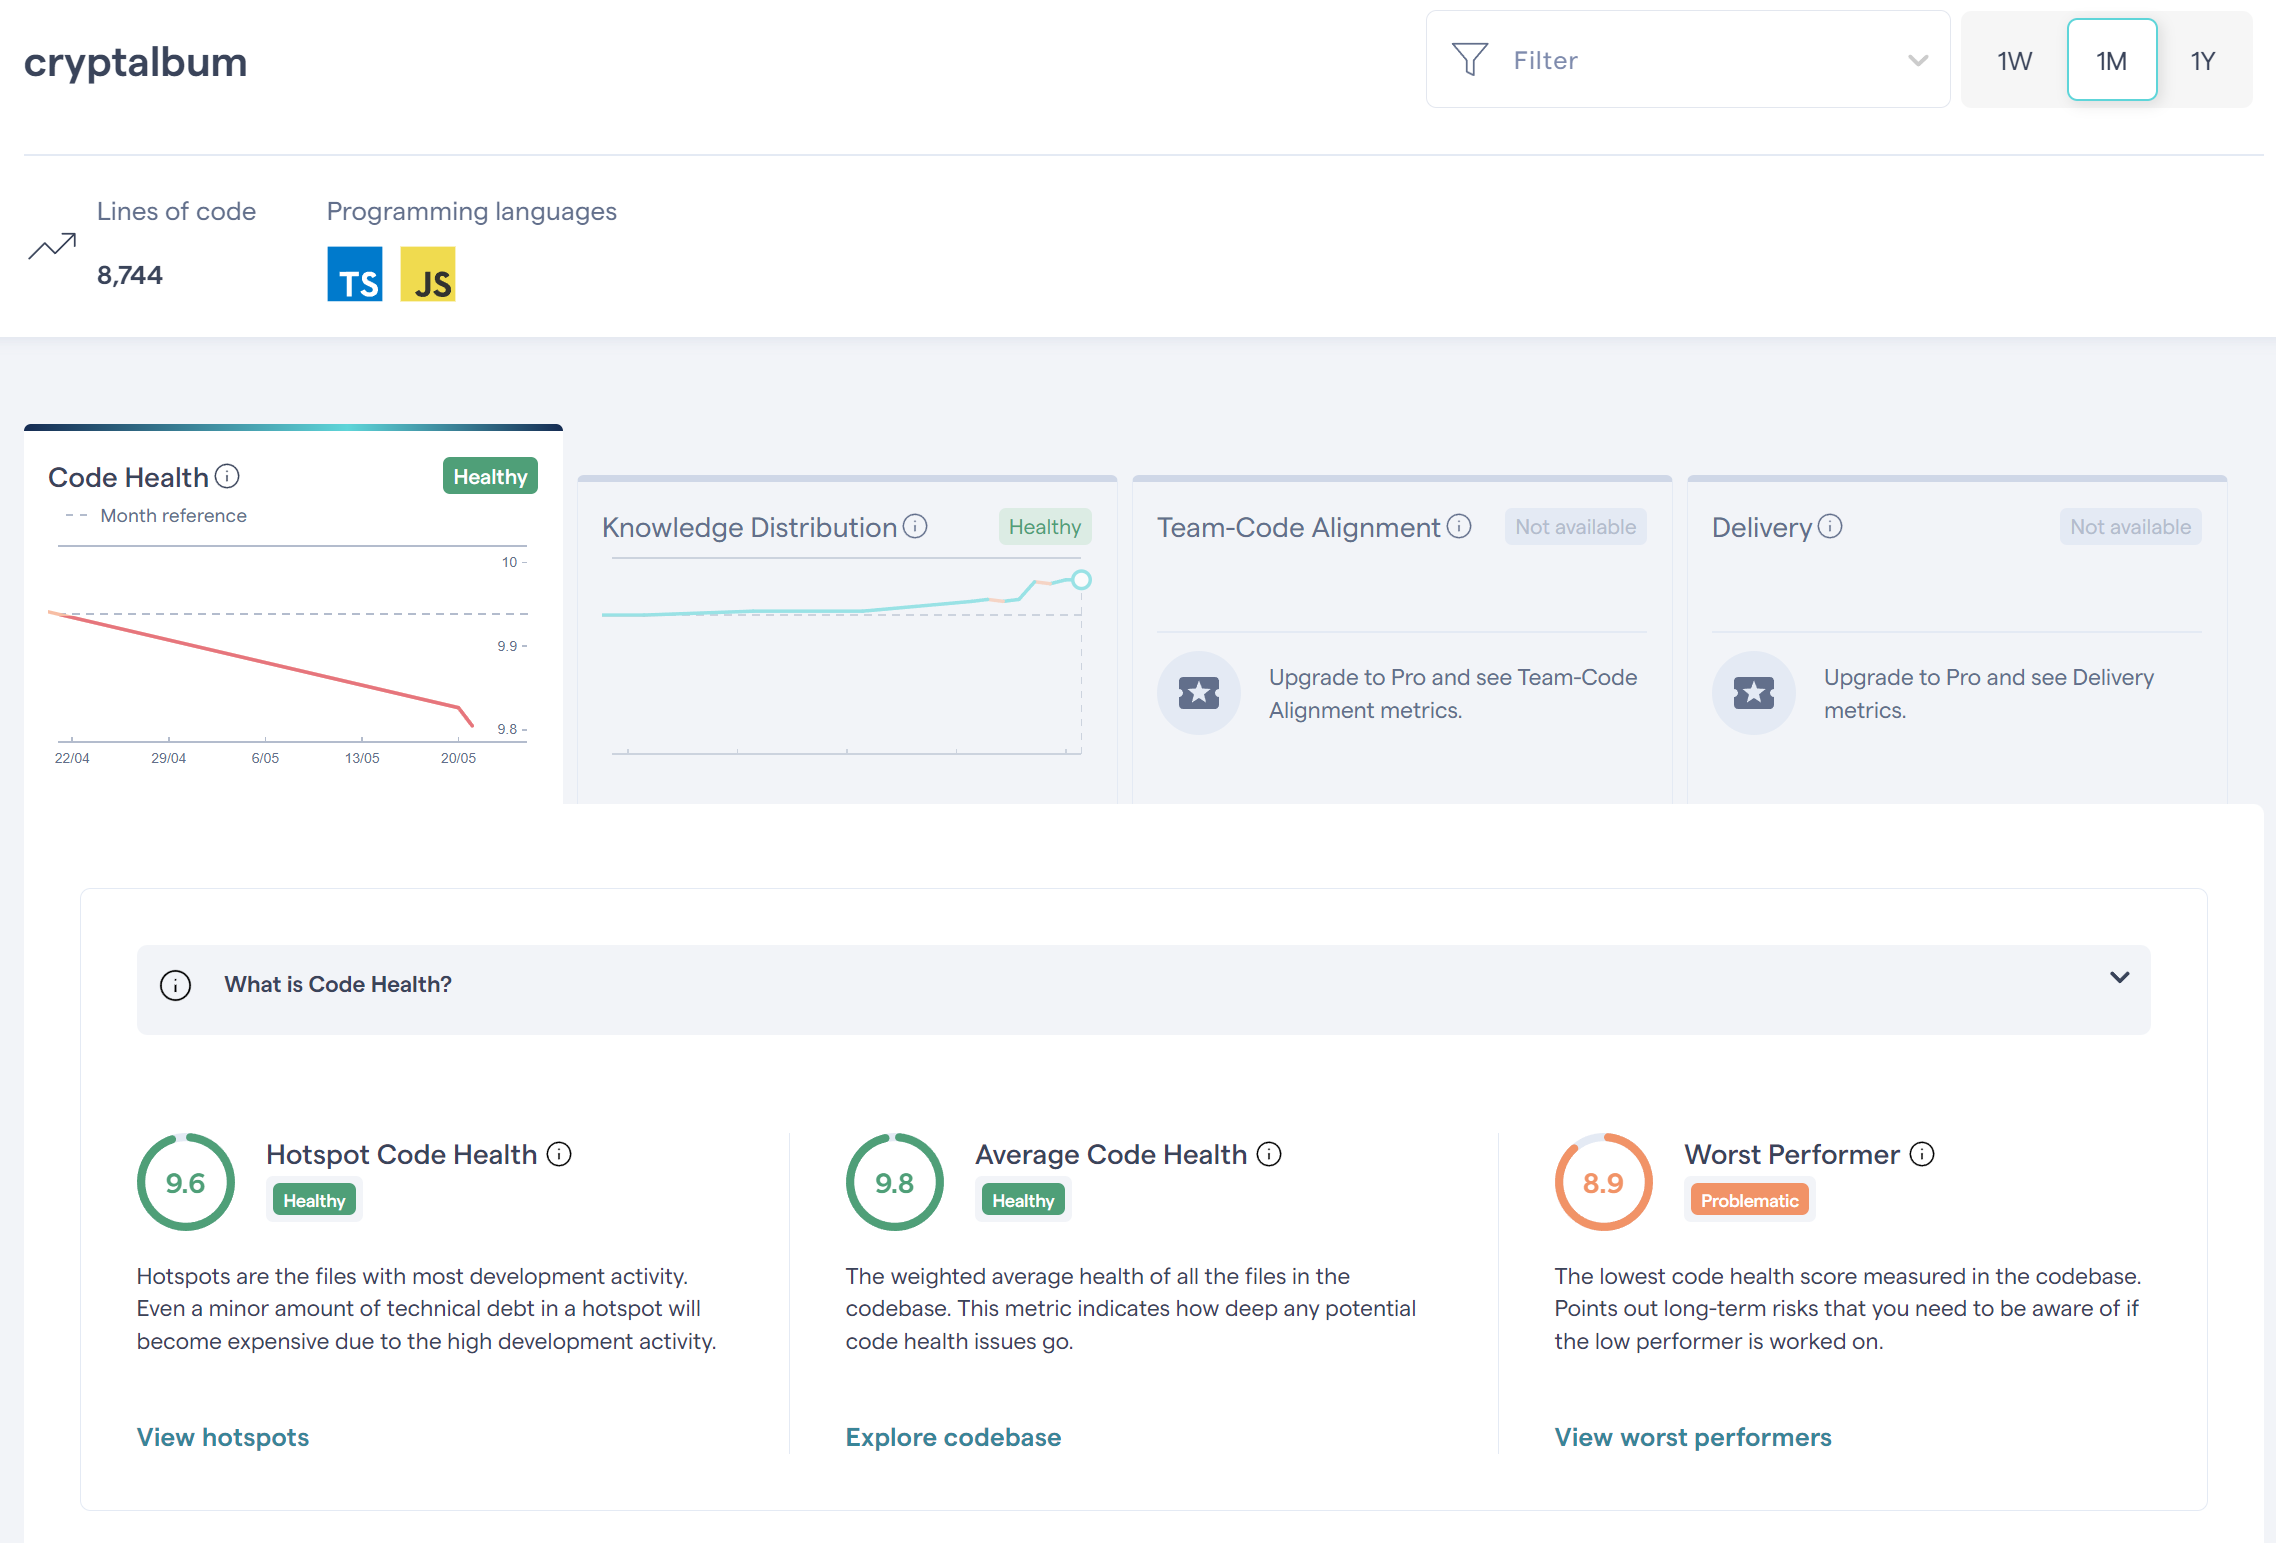 cryptalbum
Filter
1W
1M
1Y
Lines of code
8,744
Programming languages
TS
JS
Code Health
Healthy
Month reference
10
9.9
9.8
22/04
29/04
6/05
13/05
20/05
Knowledge Distribution
Healthy
Team-Code Alignment
Not available
Upgrade to Pro and see Team-Code
Alignment metrics.
Delivery
Not available
Upgrade to Pro and see Delivery
metrics.
What is Code Health?
9.6
Hotspot Code Health
Healthy
Hotspots are the files with most development activity.
Even a minor amount of technical debt in a hotspot will
become expensive due to the high development activity.
View hotspots
9.8
Average Code Health
Healthy
The weighted average health of all the files in the
codebase. This metric indicates how deep any potential
code health issues go.
Explore codebase
8.9
Worst Performer
Problematic
The lowest code health score measured in the codebase.
Points out long-term risks that you need to be aware of if
the low performer is worked on.
View worst performers